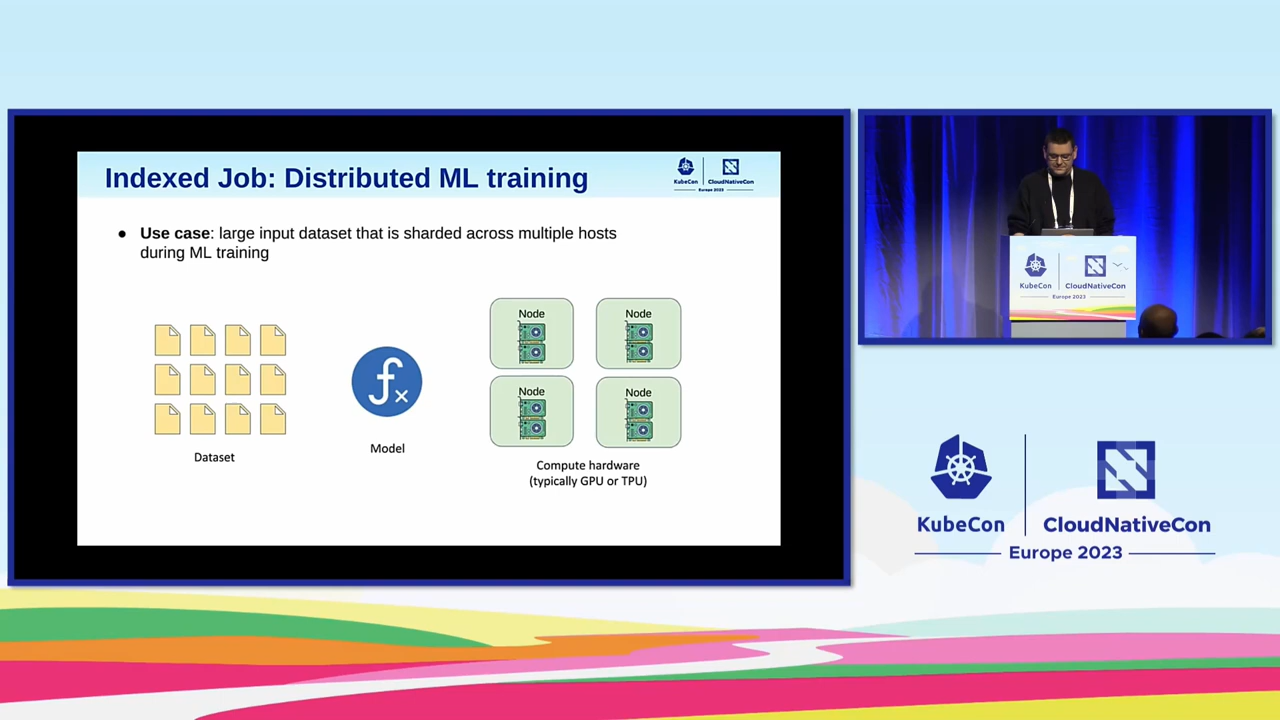 Indexed Job: Distributed ML training
KubeCon
CloudNativeCon
Europe 2023
● Use case: large input dataset that is sharded across multiple hosts
during ML training
Node
Node
Node
Node
Dataset
Model
fx
Compute hardware
(typically GPU or TPU)
KubeCon
CloudNativeCon
Europe 2023
KubeCon
CloudNativeCon
Europe 2023